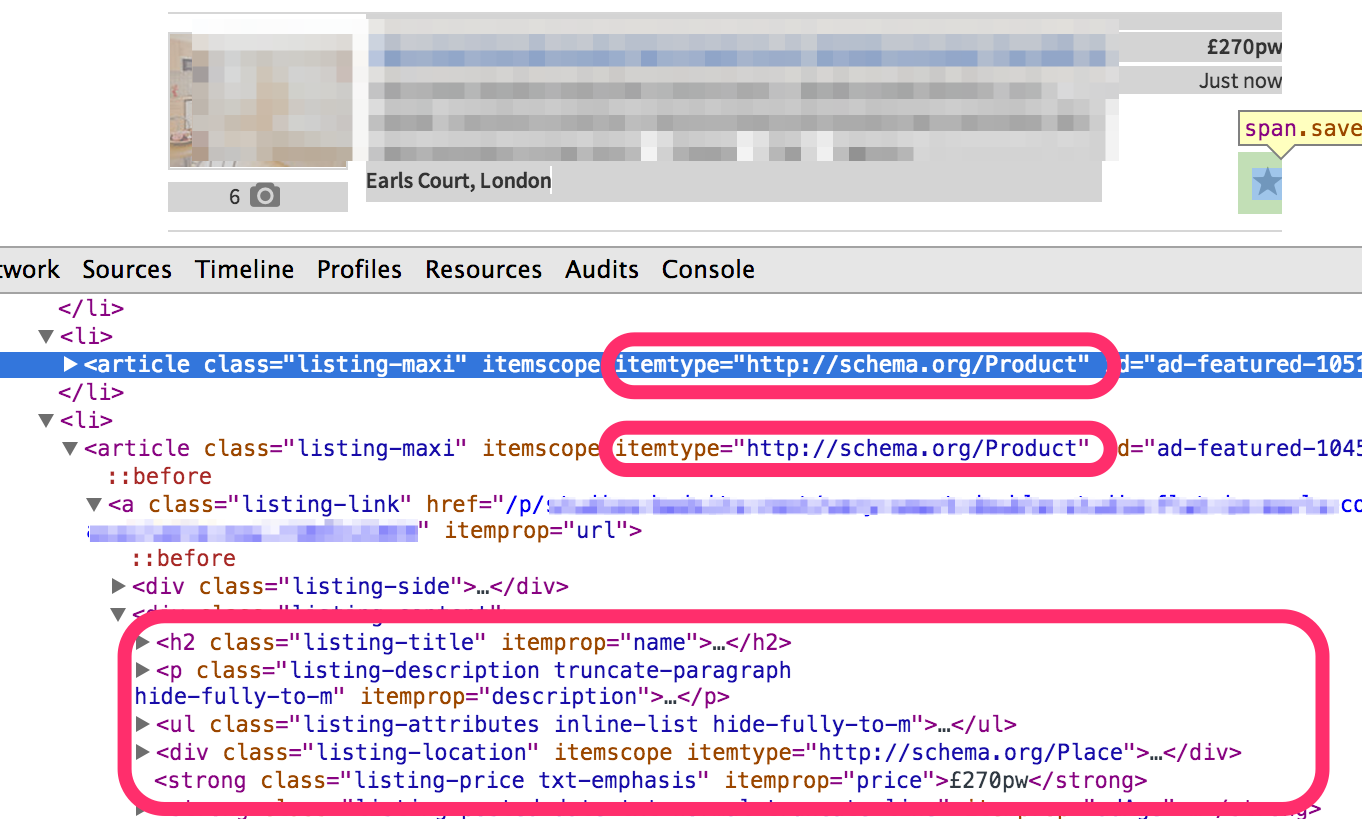 £270pw
Just now
span.save
Earls Court, London
6
twork Sources Timeline Profiles Resources Audits Console
</li>
▼<li>
▶<article class="listing-maxi" itemscope itemtype="http://schema.org/Product" id="ad-featured-1051
</li>
▼<li>
▼<article class="listing-maxi" itemscope itemtype="http://schema.org/Product" id="ad-featured-1045
::before
▼<a class="listing-link" href="/p/ co
" itemprop="url">
::before
▶<div class="listing-side">…</div>
▼<div class="listing-content">
▶<h2 class="listing-title" itemprop="name">…</h2>
▶<p class="listing-description truncate-paragraph
hide-fully-to-m" itemprop="description">…</p>
▶<ul class="listing-attributes inline-list hide-fully-to-m">…</ul>
▶<div class="listing-location" itemscope itemtype="http://schema.org/Place">…</div>
<strong class="listing-price txt-emphasis" itemprop="price">£270pw</strong>